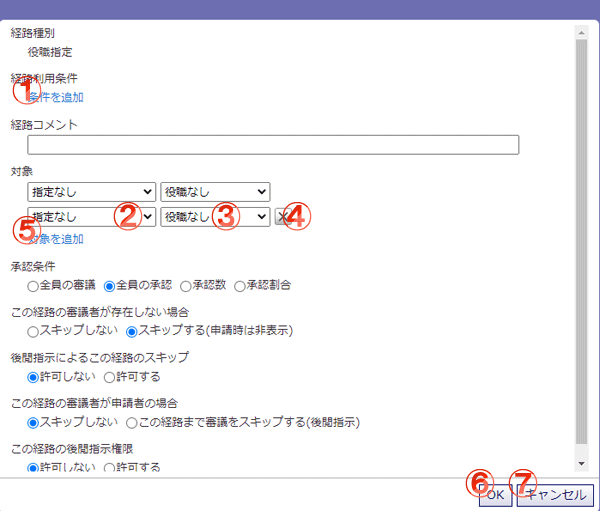 経路種別
役職指定
経路利用条件
①条件を追加
経路コメント
対象
指定なし 役職なし
指定なし ② 役職なし ③ ④
⑤対象を追加
承認条件
全員の審議 全員の承認 承認数 承認割合
この経路の審議者が存在しない場合
スキップしない スキップする(申請時は非表示)
後閲指示によるこの経路のスキップ
許可しない 許可する
この経路の審議者が申請者の場合
スキップしない この経路まで審議をスキップする(後閲指示)
この経路の後閲指示権限
許可しない 許可する
⑥ OK ⑦ キャンセル